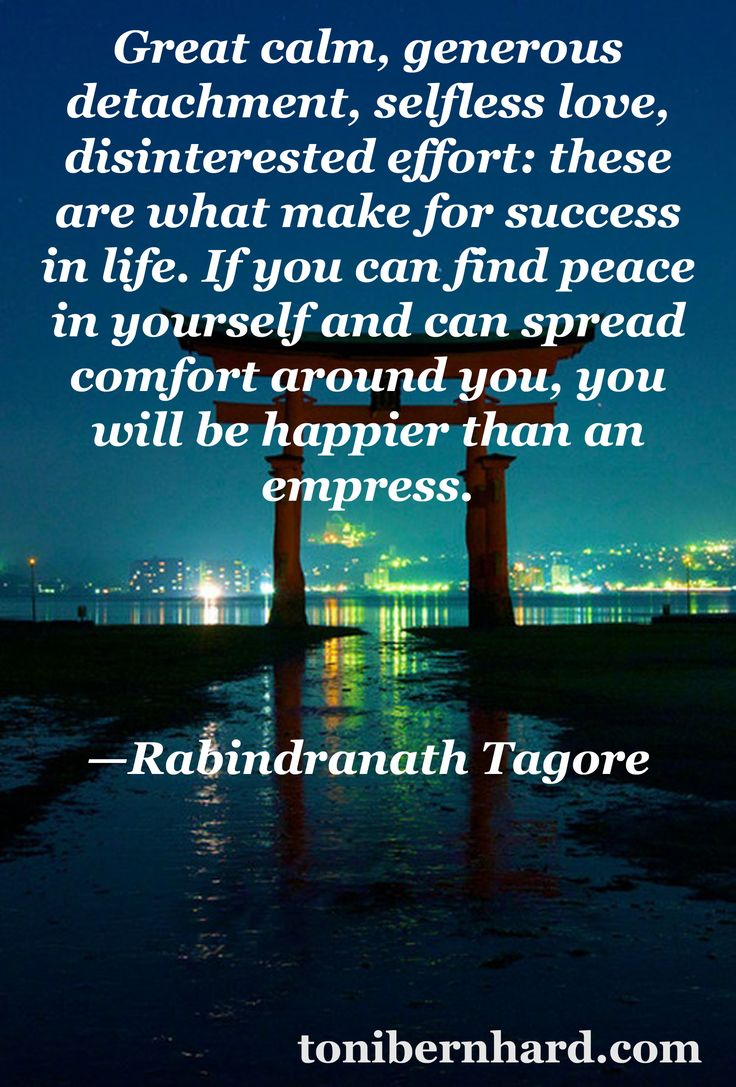 Great calm, generous
detachment, selfless love,
disinterested effort: these
are what make for success
in life. If you can find peace
in yourself and can spread
comfort around you, you
will be happier than an
empress.
—Rabindranath Tagore
tonibernhard.com